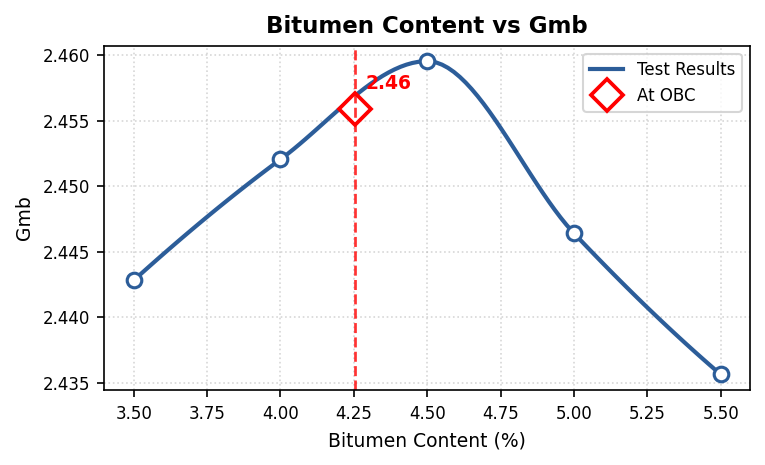 Bitumen Content vs Gmb
2.460
2.455
2.450
2.445
2.440
2.435
Gmb
2.46
Test Results
At OBC
3.50 3.75 4.00 4.25 4.50 4.75 5.00 5.25 5.50
Bitumen Content (%)